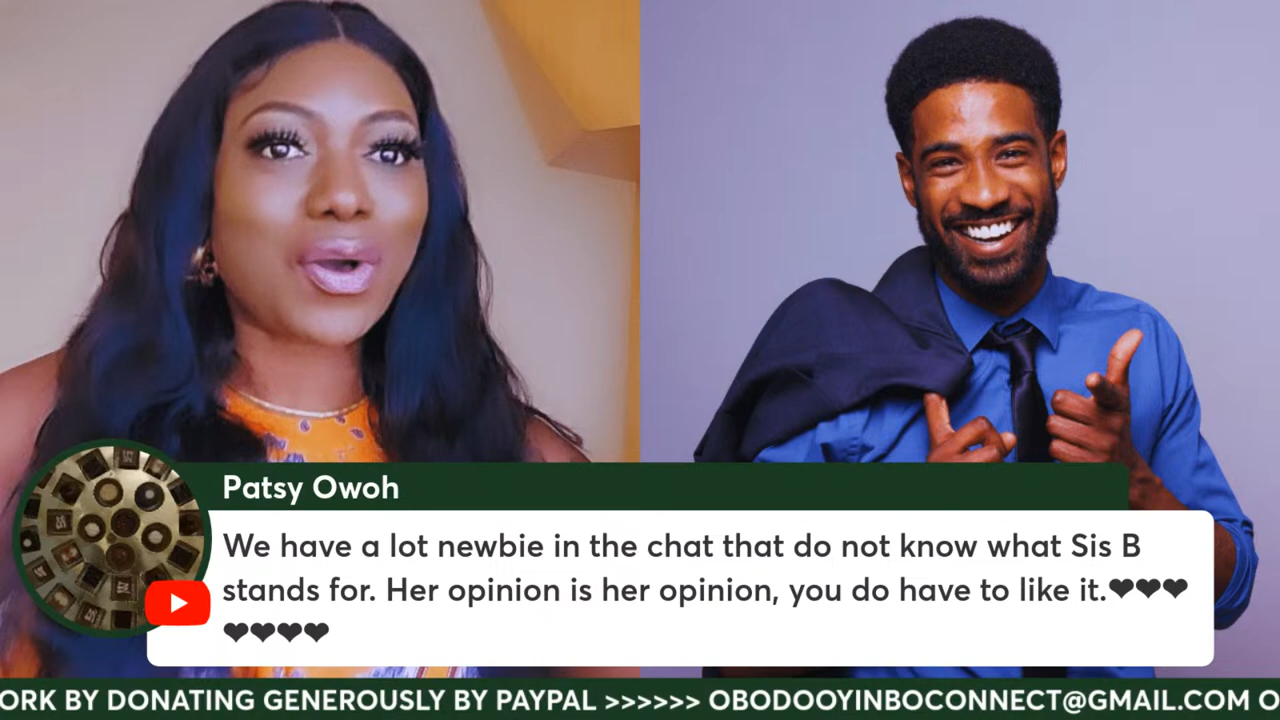 Patsy Owoh
We have a lot newbie in the chat that do not know what Sis B
stands for. Her opinion is her opinion, you do have to like it.❤❤❤
❤❤❤❤
ORK BY DONATING GENEROUSLY BY PAYPAL >>>>>> OBODOOYINBOCONNECT@GMAIL.COM O